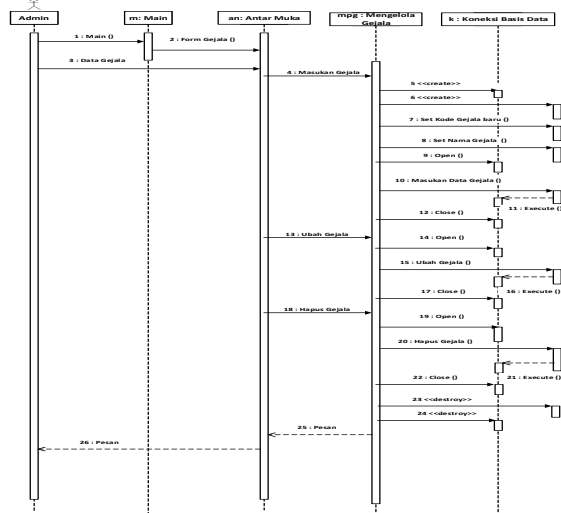 Admin
m: Main
an: Antar Muka
mpg : Mengelola
Gejala
k : Koneksi Basis Data
1 : Main ()
2 : Form Gejala ()
3 : Data Gejala
4 : Masukan Gejala
5 <<create>>
6 <<create>>
7 : Set Kode Gejala baru ()
8 : Set Nama Gejala ()
9 : Open ()
10 : Masukan Data Gejala ()
11 : Execute ()
12 : Close ()
13 : Ubah Gejala
14 : Open ()
15 : Ubah Gejala ()
16 : Execute ()
17 : Close ()
18 : Hapus Gejala
19 : Open ()
20 : Hapus Gejala ()
21 : Execute ()
22 : Close ()
23 <<destroy>>
24 <<destroy>>
25 : Pesan
26 : Pesan